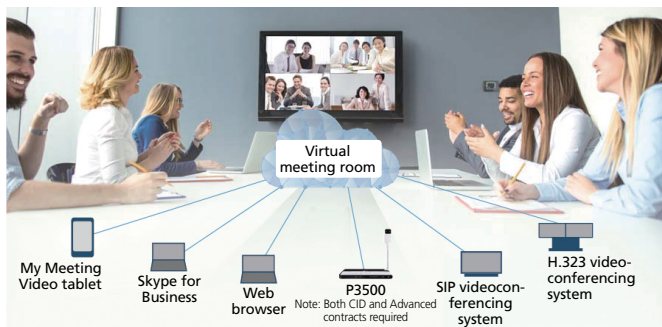 Virtual
meeting room
My Meeting
Video tablet
Skype for
Business
Web
browser
P3500
Note: Both CID and Advanced
contracts required
SIP videocon-
ferencing
system
H.323 video-
conferencing
system